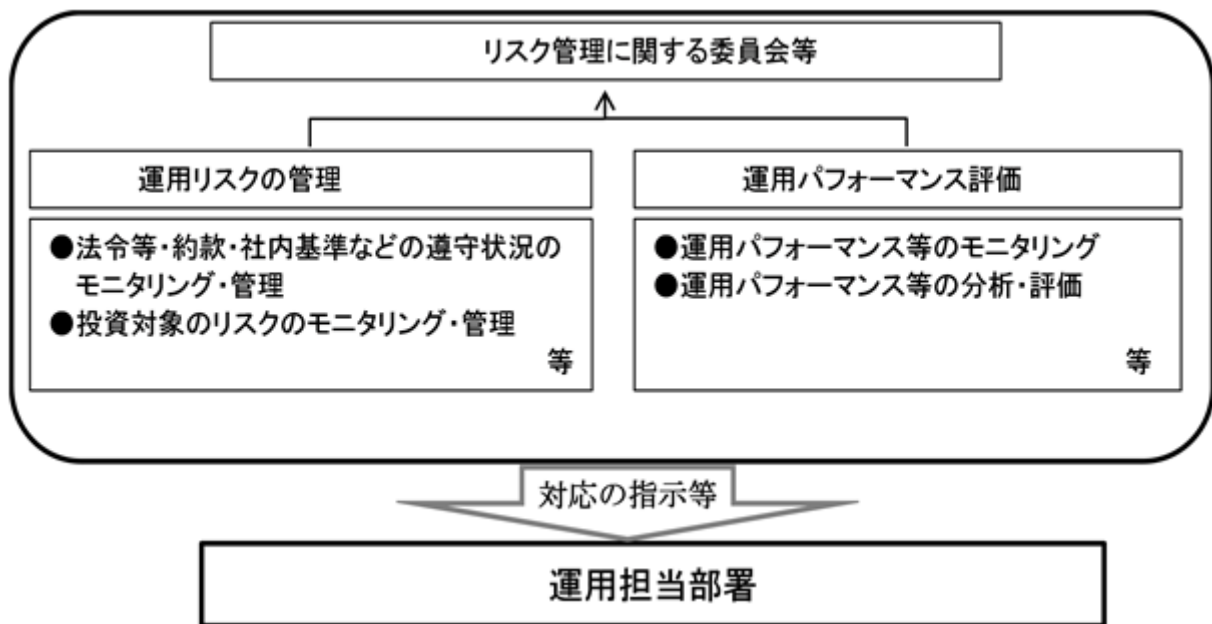 リスク管理に関する委員会等
運用リスクの管理
●法令等・約款・社内基準などの遵守状況の
モニタリング・管理
●投資対象のリスクのモニタリング・管理
等
運用パフォーマンス評価
●運用パフォーマンス等のモニタリング
●運用パフォーマンス等の分析・評価
等
対応の指示等
運用担当部署